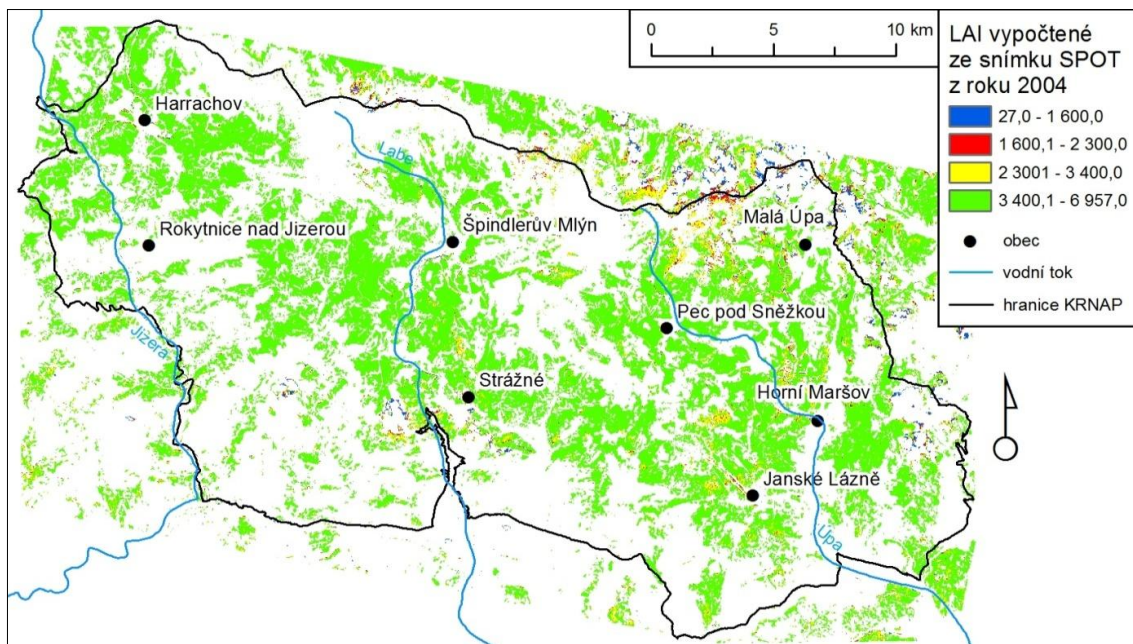 0 5 10 km
LAI vypočtené
ze snímku SPOT
z roku 2004
27,0 - 1 600,0
1 600,1 - 2 300,0
2 3001 - 3 400,0
3 400,1 - 6 957,0
obec
vodní tok
hranice KRNAP
Harrachov
Labe
Rokytnice nad Jizerou
Špindlerův Mlýn
Malá Úpa
Pec pod Sněžkou
Jizera
Strážné
Horní Maršov
Janské Lázně
Úpa